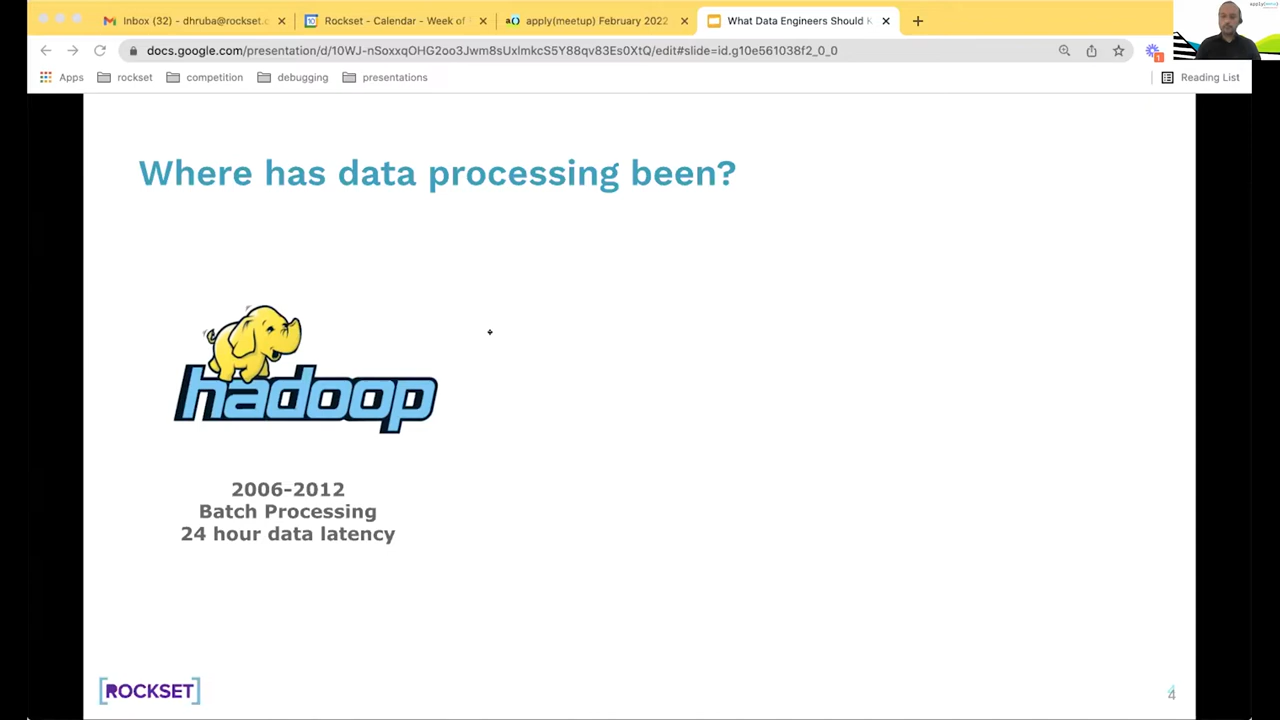 Inbox (32) - dhruba@rockset.c
Rockset - Calendar - Week of
apply(meetup) February 2022
What Data Engineers Should K
docs.google.com/presentation/d/10WJ-nSoxxqOHG2oo3Jwm8sUxlmkcS5Y88qv83Es0XtQ/edit#slide=id.g10e561038f2_0_0
1
Apps
rockset
competition
debugging
presentations
Reading List
Where has data processing been?
hadoop
2006-2012
Batch Processing
24 hour data latency
[ROCKSET]
4